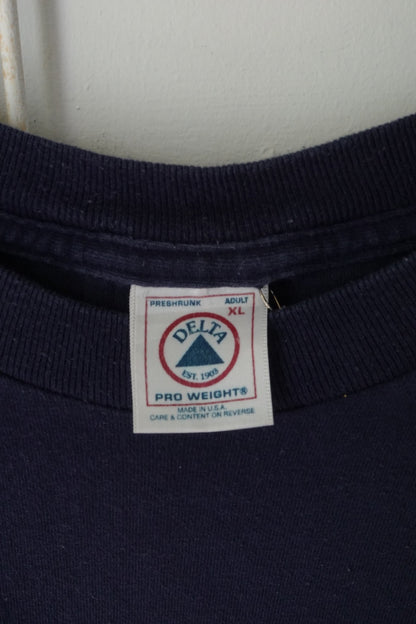 PRESHRUNK ADULT
XL
DELTA
EST. 1903
PRO WEIGHT®
MADE IN U.S.A.
CARE & CONTENT ON REVERSE